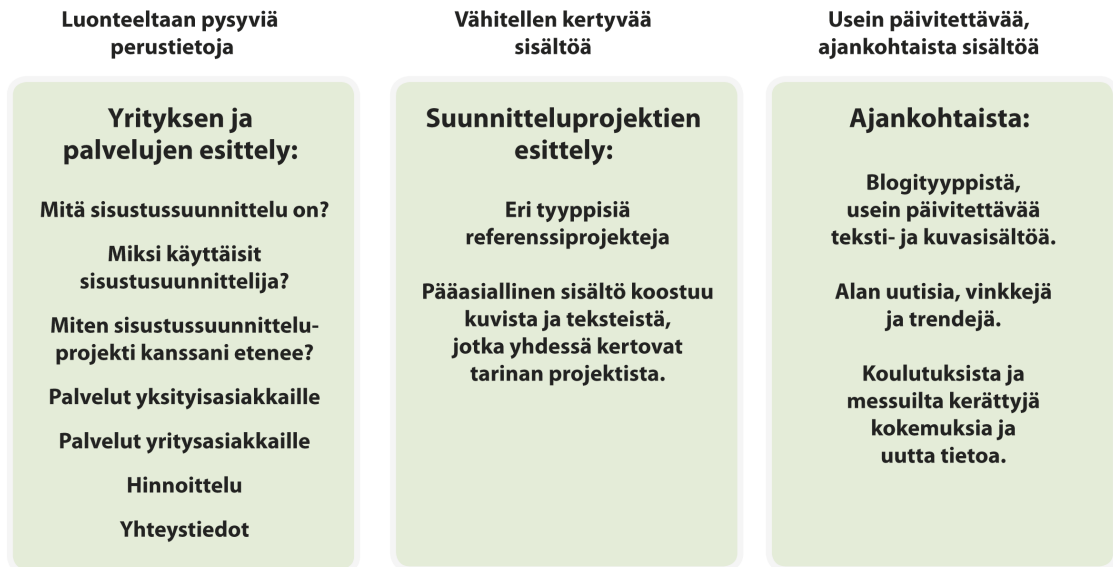 Luonteeltaan pysyviä
perustietoja
Yrityksen ja
palvelujen esittely:
Mitä sisustussuunnittelu on?
Miksi käyttäisit
sisustusuunnittelija?
Miten sisustussuunnittelu-
projekti kanssani etenee?
Palvelut yksityisasiakkaille
Palvelut yritysasiakkaille
Hinnoittelu
Yhteystiedot
Vähitellen kertyvää
sisältöä
Suunnitteluprojektien
esittely:
Eri tyyppisiä
referenssiprojekteja
Pääasiallinen sisältö koostuu
kuvista ja teksteistä,
jotka yhdessä kertovat
tarinan projektista.
Usein päivitettävää,
ajankohtaista sisältöä
Ajankohtaista:
Blogityyppistä,
usein päivitettävää
teksti- ja kuvasisältöä.
Alan uutisia, vinkkejä
ja trendejä.
Koulutuksista ja
messuilta kerättyjä
kokemuksia ja
uutta tietoa.